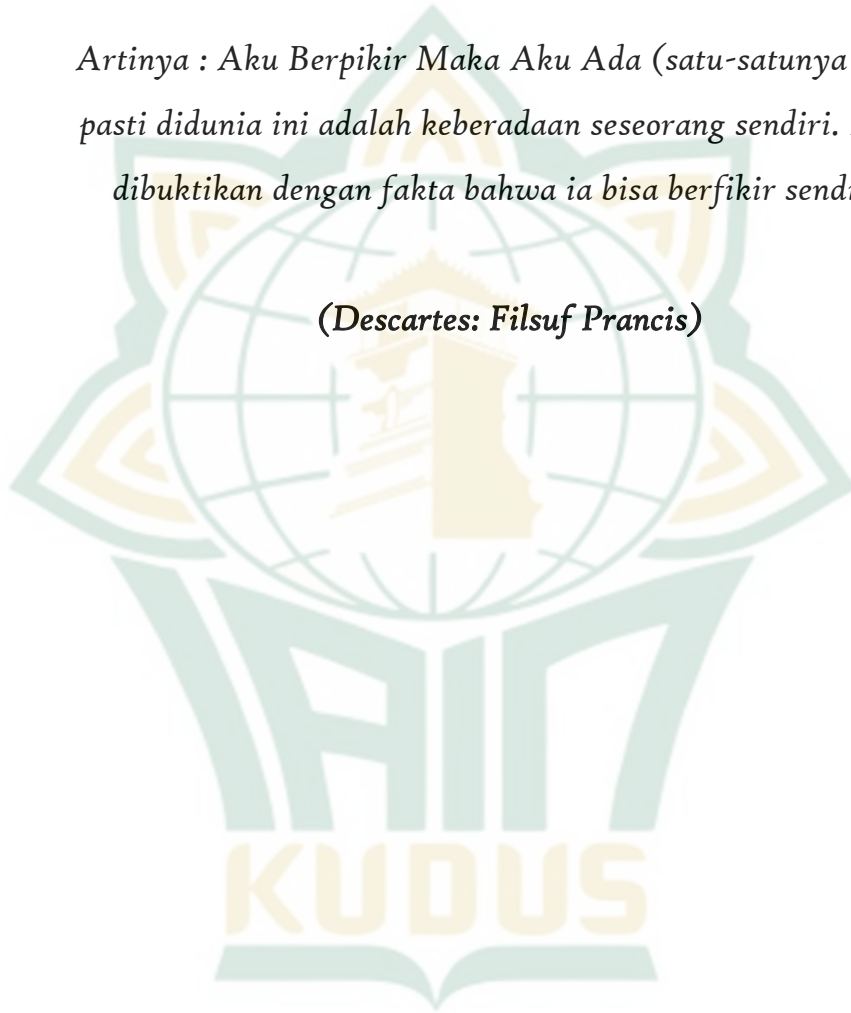 Artinya : Aku Berpikir Maka Aku Ada (satu-satunya
pasti didunia ini adalah keberadaan seseorang sendiri.
dibuktikan dengan fakta bahwa ia bisa berfikir
(Descartes: Filsuf Prancis)
IAIN
KUDUS